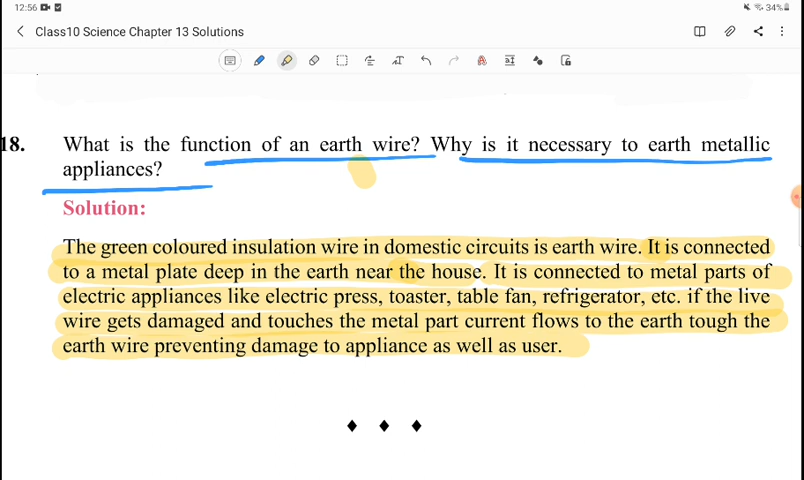 12:56
34%
Class10 Science Chapter 13 Solutions
18. What is the function of an earth wire? Why is it necessary to earth metallic
appliances?
Solution:
The green coloured insulation wire in domestic circuits is earth wire. It is connected
to a metal plate deep in the earth near the house. It is connected to metal parts of
electric appliances like electric press, toaster, table fan, refrigerator, etc. if the live
wire gets damaged and touches the metal part current flows to the earth tough the
earth wire preventing damage to appliance as well as user.